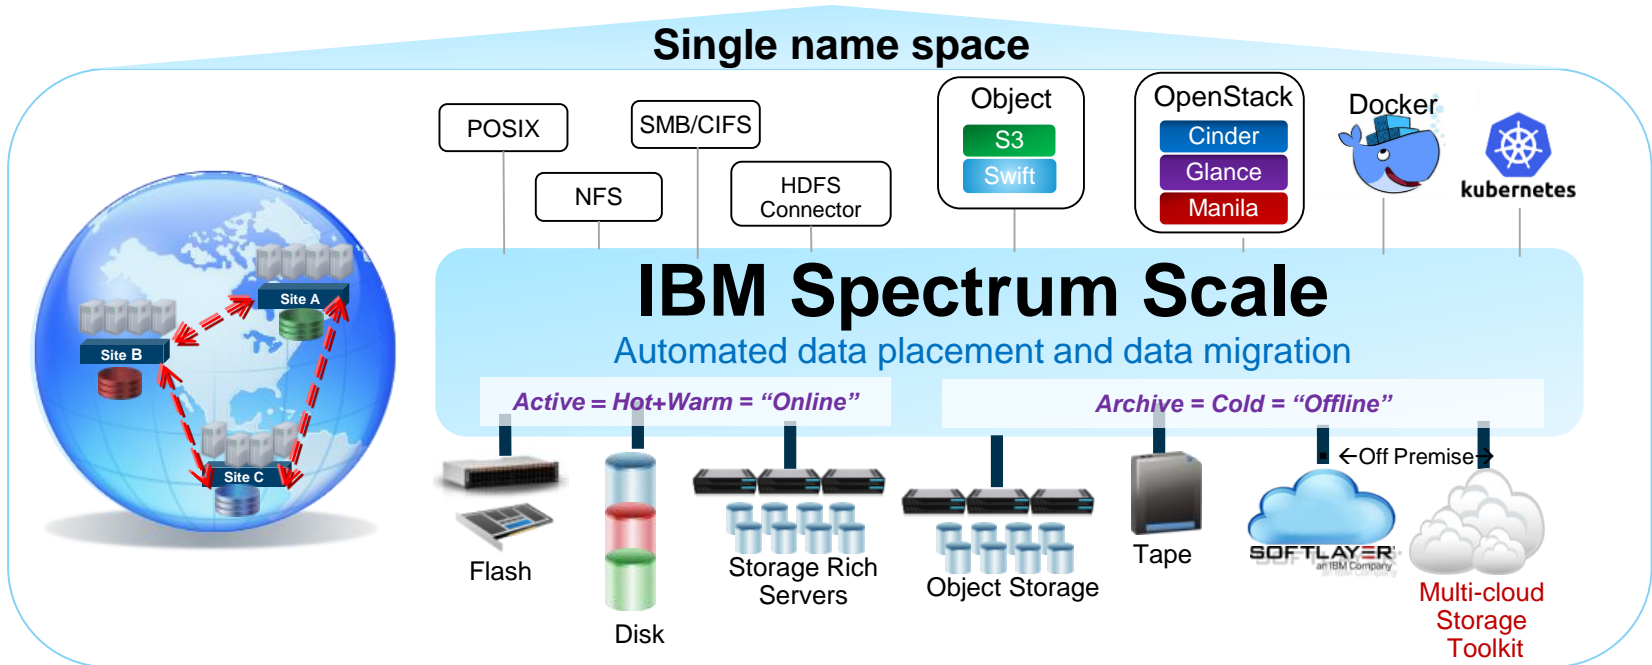 Single name space
POSIX
SMB/CIFS
NFS
HDFS
Connector
Object
S3
Swift
OpenStack
Cinder
Glance
Manila
Docker
kubernetes
Site A
Site B
Site C
IBM Spectrum Scale
Automated data placement and data migration
Active = Hot+Warm = “Online”
Archive = Cold = “Offline”
←Off Premise→
Flash
Disk
Storage Rich
Servers
Object Storage
Tape
SOFTLAYER
an IBM Company
Multi-cloud
Storage
Toolkit